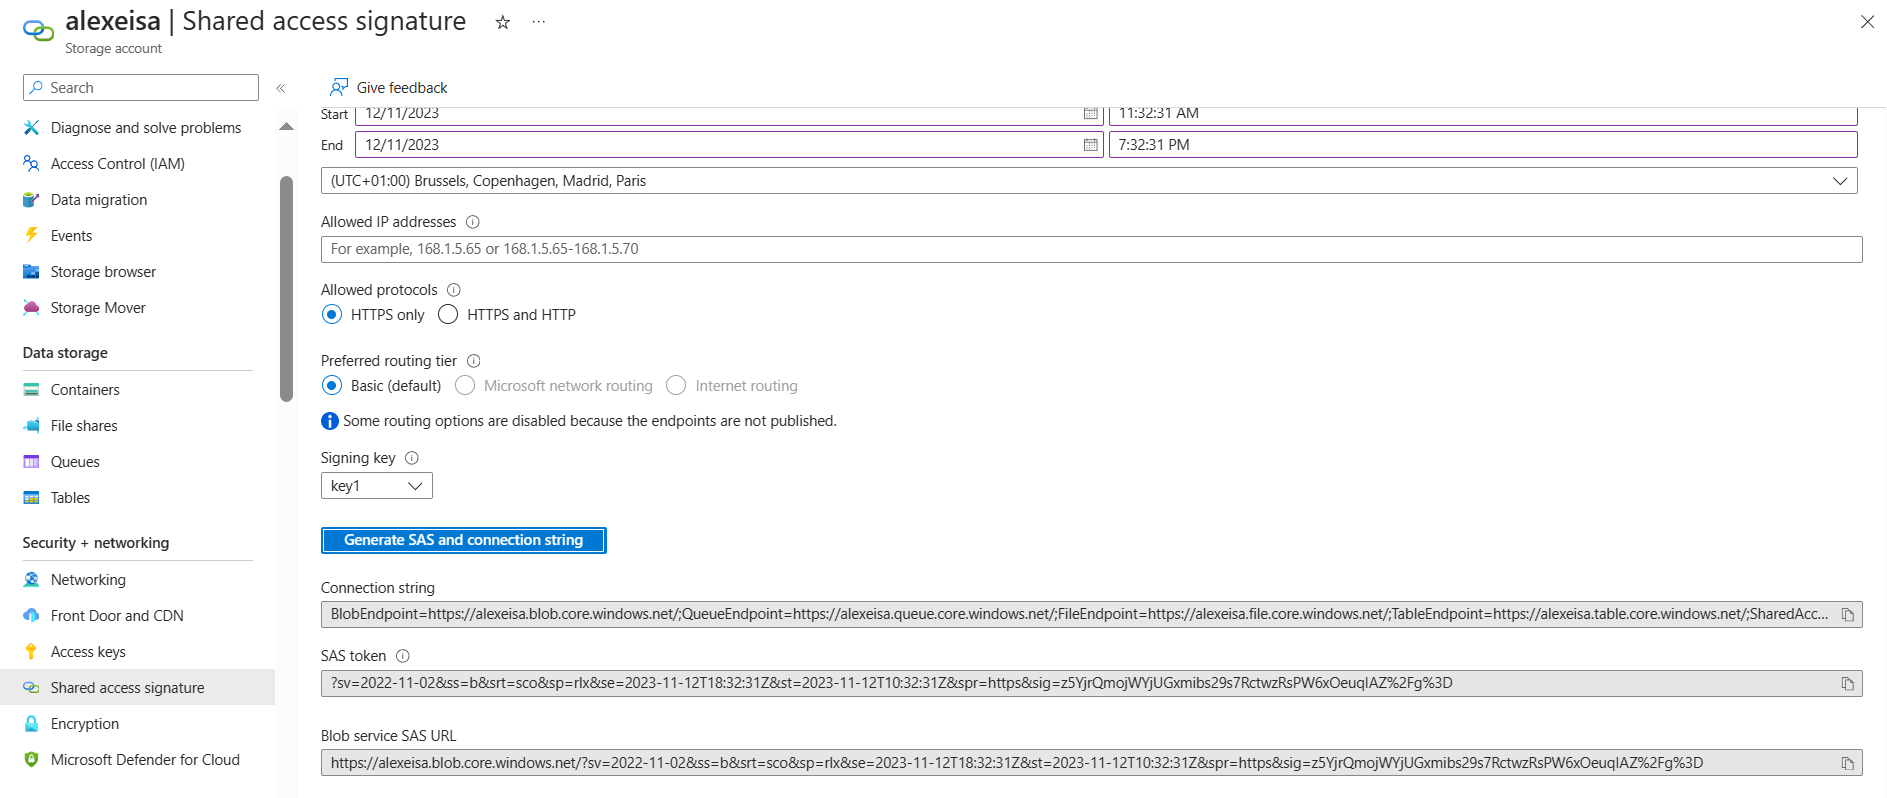 alexeisa | Shared access signature
Storage account
Search
Give feedback
Diagnose and solve problems
Access Control (IAM)
Data migration
Events
Storage browser
Storage Mover
Data storage
Containers
File shares
Queues
Tables
Security + networking
Networking
Front Door and CDN
Access keys
Shared access signature
Encryption
Microsoft Defender for Cloud
Start 12/11/2023 11:32:31 AM
End 12/11/2023 7:32:31 PM
(UTC+01:00) Brussels, Copenhagen, Madrid, Paris
Allowed IP addresses
For example, 168.1.5.65 or 168.1.5.65-168.1.5.70
Allowed protocols
HTTPS only HTTPS and HTTP
Preferred routing tier
Basic (default) Microsoft network routing Internet routing
Some routing options are disabled because the endpoints are not published.
Signing key
key1
Generate SAS and connection string
Connection string
BlobEndpoint=https://alexeisa.blob.core.windows.net/;QueueEndpoint=https://alexeisa.queue.core.windows.net/;FileEndpoint=https://alexeisa.file.core.windows.net/;TableEndpoint=https://alexeisa.table.core.windows.net/;SharedAcc...
SAS token
?sv=2022-11-02&ss=b&srt=sco&sp=rlx&se=2023-11-12T18:32:31Z&st=2023-11-12T10:32:31Z&spr=https&sig=z5YjrQmojWYjUGxmibs29s7RctwzRsPW6xOeuqIAZ%2Fg%3D
Blob service SAS URL
https://alexeisa.blob.core.windows.net/?sv=2022-11-02&ss=b&srt=sco&sp=rlx&se=2023-11-12T18:32:31Z&st=2023-11-12T10:32:31Z&spr=https&sig=z5YjrQmojWYjUGxmibs29s7RctwzRsPW6xOeuqIAZ%2Fg%3D